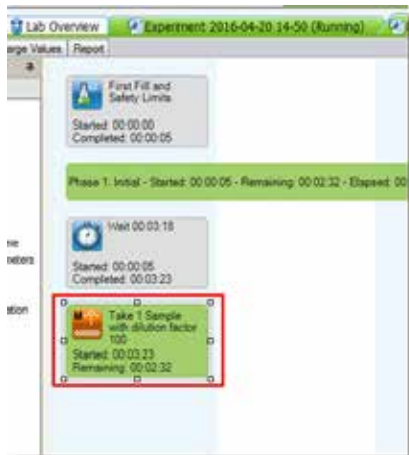 Lab Overview
Experiment 2016-04-20 14-50 (Running)
arge Values
Report
First Fill and
Safety Limits
Started: 00:00:00
Completed: 00:00:05
Phase 1: Initial - Started: 00:00:05 - Remaining: 00:02:32 - Elapsed: 00
Wait 00:03:18
Started: 00:00:05
Completed: 00:03:23
meters
ation
Take 1 Sample
with dilution factor
100
Started: 00:03:23
Remaining: 00:02:32